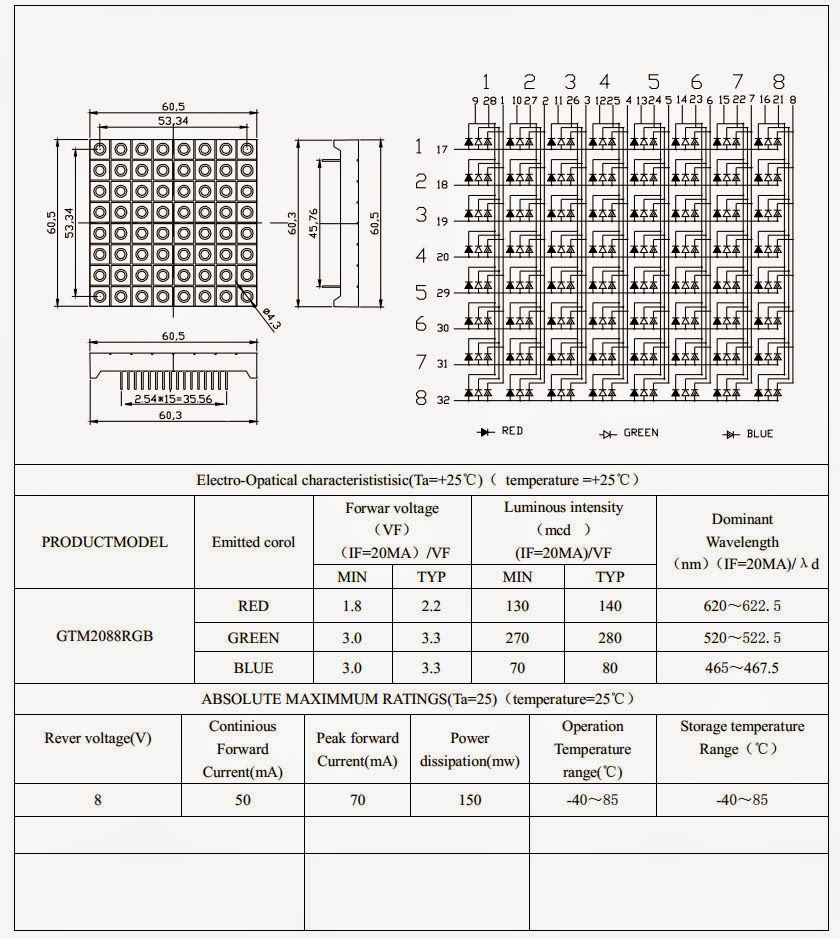 60,5
53,34
60,5
53,34
ø4,3
60,3
45,76
60,5
60,5
2.54*15=35.56
60,3
1 2 3 4 5 6 7 8
9 28 1 10 27 2 11 26 3 12 25 4 13 24 5 14 23 6 15 22 7 16 21 8
1 17
2 18
3 19
4 20
5 29
6 30
7 31
8 32
RED GREEN BLUE
Electro-Opatical characterististisic(Ta=+25℃)( temperature =+25℃)
PRODUCTMODEL
Emitted corol
Forwar voltage
(VF)
(IF=20MA)/VF
Luminous intensity
(mcd )
(IF=20MA)/VF
Dominant
Wavelength
(nm)(IF=20MA)/λd
MIN TYP MIN TYP
GTM2088RGB
RED 1.8 2.2 130 140 620～622.5
GREEN 3.0 3.3 270 280 520～522.5
BLUE 3.0 3.3 70 80 465～467.5
ABSOLUTE MAXIMMUM RATINGS(Ta=25)(temperature=25℃)
Rever voltage(V)
Continious
Forward
Current(mA)
Peak forward
Current(mA)
Power
dissipation(mw)
Operation
Temperature
range(℃)
Storage temperature
Range(℃)
8 50 70 150 -40～85 -40～85